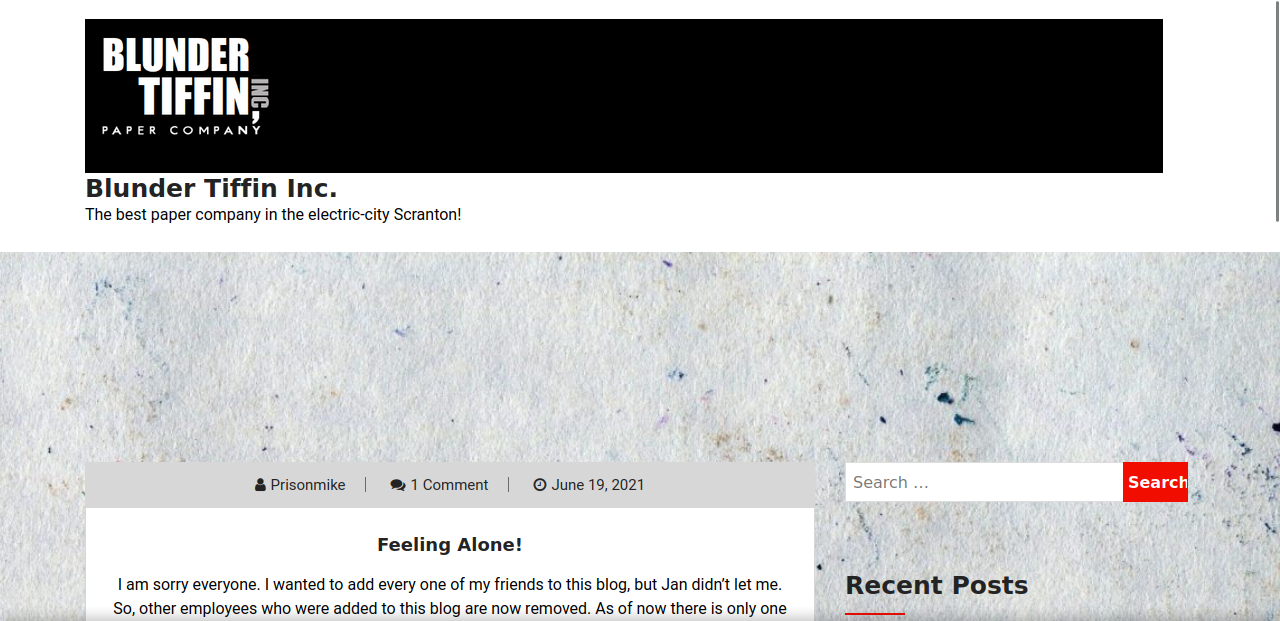 BLUNDER
TIFFIN, INC
PAPER COMPANY
Blunder Tiffin Inc.
The best paper company in the electric-city Scranton!
Prisonmike | 1 Comment | June 19, 2021
Search …
Search
Feeling Alone!
I am sorry everyone. I wanted to add every one of my friends to this blog, but Jan didn’t let me.
So, other employees who were added to this blog are now removed. As of now there is only one
Recent Posts